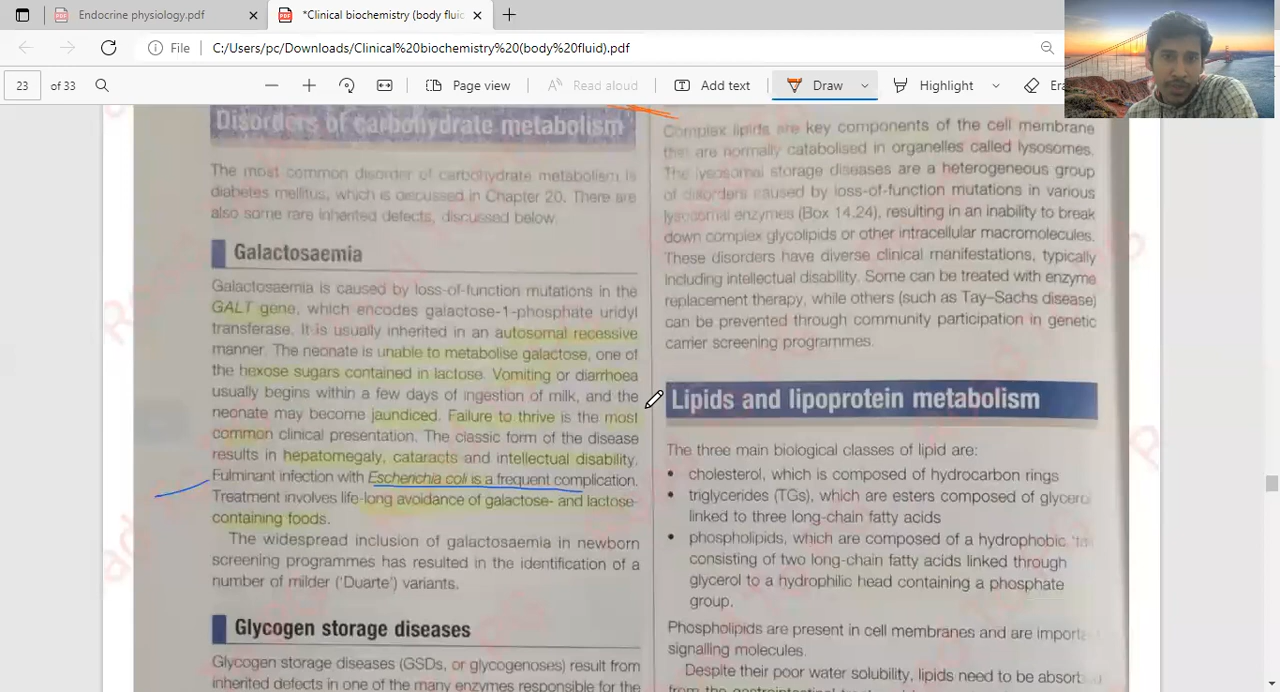 Endocrine physiology.pdf
*Clinical biochemistry (body fluid
File
C:/Users/pc/Downloads/Clinical%20biochemistry%20(body%20fluid).pdf
23 of 33
Page view
Read aloud
Add text
Draw
Highlight
Disorders of carbohydrate metabolism
The most common disorder of carbohydrate metabolism is
diabetes mellitus, which is discussed in Chapter 20. There are
also some rare inherited defects, discussed below.
Galactosaemia
Galactosaemia is caused by loss-of-function mutations in the
GALT gene, which encodes galactose-1-phosphate uridyl
transferase. It is usually inherited in an autosomal recessive
manner. The neonate is unable to metabolise galactose, one of
the hexose sugars contained in lactose. Vomiting or diarrhoea
usually begins within a few days of ingestion of milk, and the
neonate may become jaundiced. Failure to thrive is the most
common clinical presentation. The classic form of the disease
results in hepatomegaly, cataracts and intellectual disability.
Fulminant infection with Escherichia coli is a frequent complication.
Treatment involves life-long avoidance of galactose- and lactose-
containing foods.
The widespread inclusion of galactosaemia in newborn
screening programmes has resulted in the identification of a
number of milder ('Duarte') variants.
Glycogen storage diseases
Glycogen storage diseases (GSDs, or glycogenoses) result from
inherited defects in one of the many enzymes responsible for the
Complex lipids are key components of the cell membrane
that are normally catabolised in organelles called lysosomes.
The lysosomal storage diseases are a heterogeneous group
of disorders caused by loss-of-function mutations in various
lysosomal enzymes (Box 14.24), resulting in an inability to break
down complex glycolipids or other intracellular macromolecules.
These disorders have diverse clinical manifestations, typically
including intellectual disability. Some can be treated with enzyme
replacement therapy, while others (such as Tay–Sachs disease)
can be prevented through community participation in genetic
carrier screening programmes.
Lipids and lipoprotein metabolism
The three main biological classes of lipid are:
• cholesterol, which is composed of hydrocarbon rings
• triglycerides (TGs), which are esters composed of glycerol
linked to three long-chain fatty acids
• phospholipids, which are composed of a hydrophobic 'tail'
consisting of two long-chain fatty acids linked through
glycerol to a hydrophilic head containing a phosphate
group.
Phospholipids are present in cell membranes and are important
signalling molecules.
Despite their poor water solubility, lipids need to be absorbed